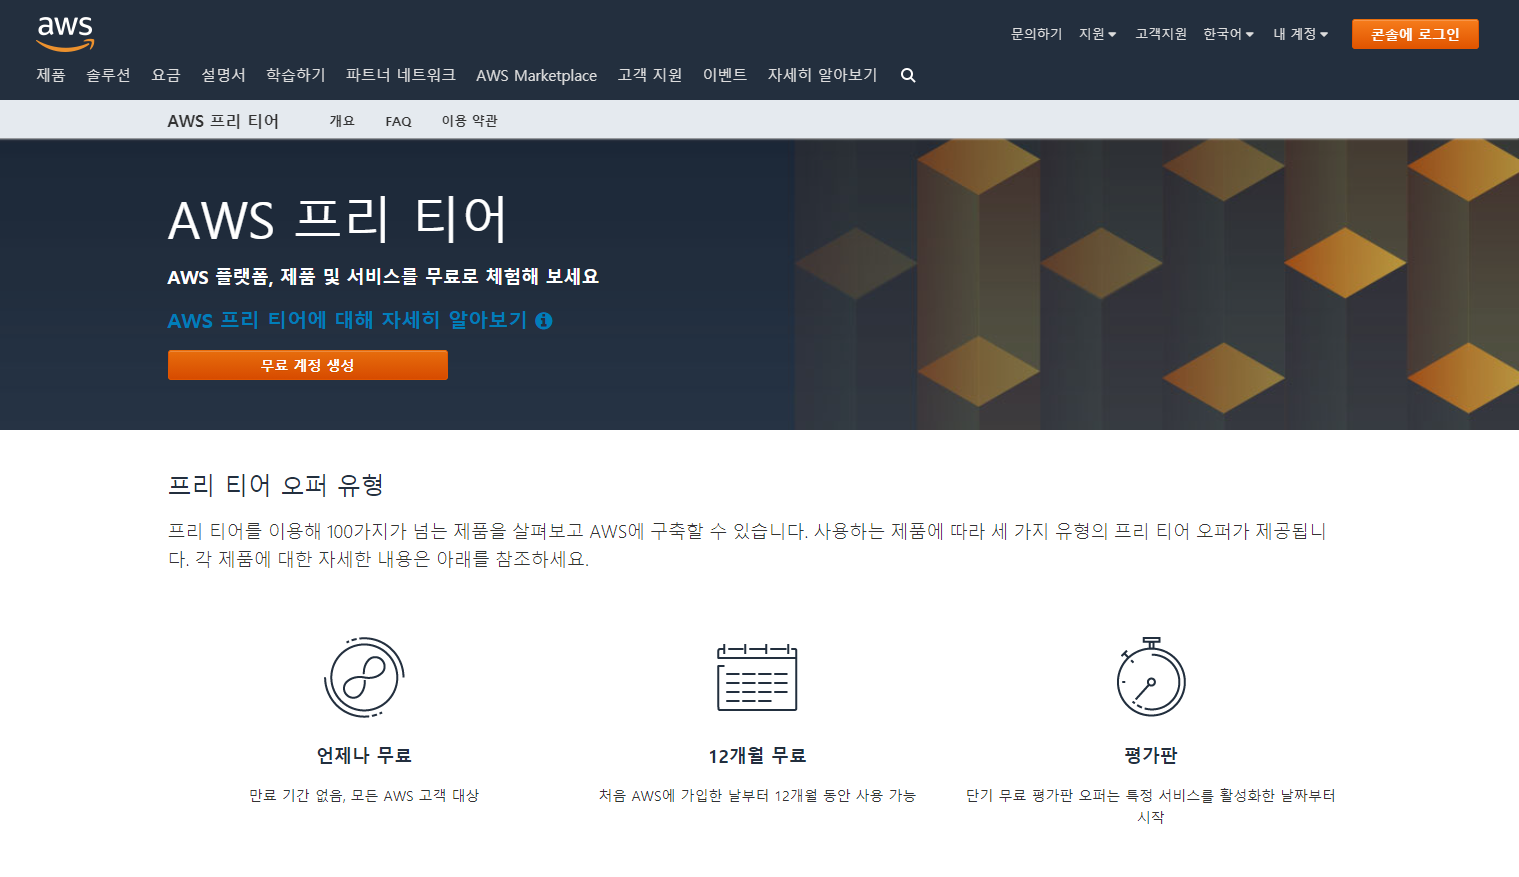 aws
문의하기 지원 고객지원 한국어 내 계정 콘솔에 로그인
제품 솔루션 요금 설명서 학습하기 파트너 네트워크 AWS Marketplace 고객 지원 이벤트 자세히 알아보기
AWS 프리 티어 개요 FAQ 이용 약관
AWS 프리 티어
AWS 플랫폼, 제품 및 서비스를 무료로 체험해 보세요
AWS 프리 티어에 대해 자세히 알아보기
무료 계정 생성
프리 티어 오퍼 유형
프리 티어를 이용해 100가지가 넘는 제품을 살펴보고 AWS에 구축할 수 있습니다. 사용하는 제품에 따라 세 가지 유형의 프리 티어 오퍼가 제공됩니
다. 각 제품에 대한 자세한 내용은 아래를 참조하세요.
언제나 무료
만료 기간 없음, 모든 AWS 고객 대상
12개월 무료
처음 AWS에 가입한 날부터 12개월 동안 사용 가능
평가판
단기 무료 평가판 오퍼는 특정 서비스를 활성화한 날짜부터
시작